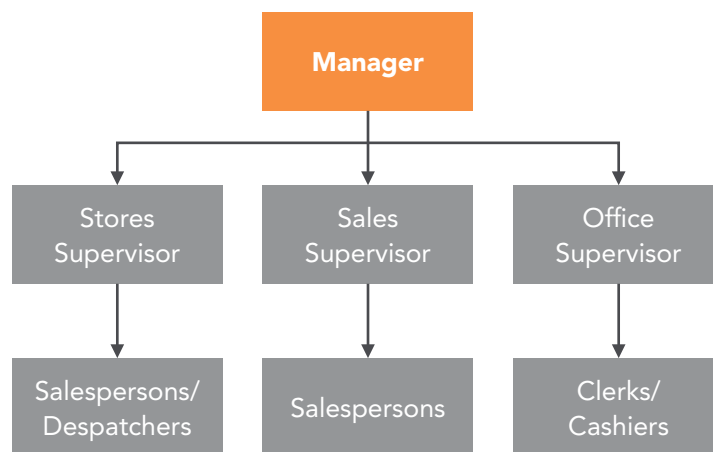 Manager
Stores
Supervisor
Sales
Supervisor
Office
Supervisor
Salespersons/
Despatchers
Salespersons
Clerks/
Cashiers